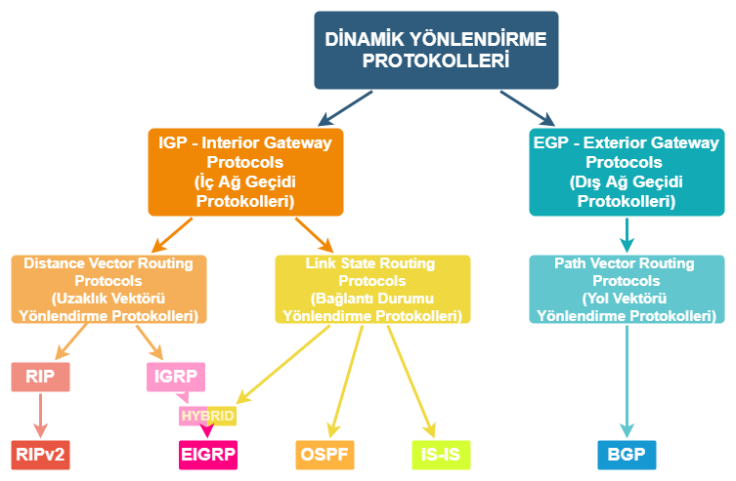 DİNAMİK YÖNLENDİRME
PROTOKOLLERİ
IGP - Interior Gateway
Protocols
(İç Ağ Geçidi
Protokolleri)
EGP - Exterior Gateway
Protocols
(Dış Ağ Geçidi
Protokolleri)
Distance Vector Routing
Protocols
(Uzaklık Vektörü
Yönlendirme Protokolleri)
Link State Routing
Protocols
(Bağlantı Durumu
Yönlendirme Protokolleri)
Path Vector Routing
Protocols
(Yol Vektörü
Yönlendirme Protokolleri)
RIP
IGRP
HYBRID
RIPv2
EIGRP
OSPF
IS-IS
BGP